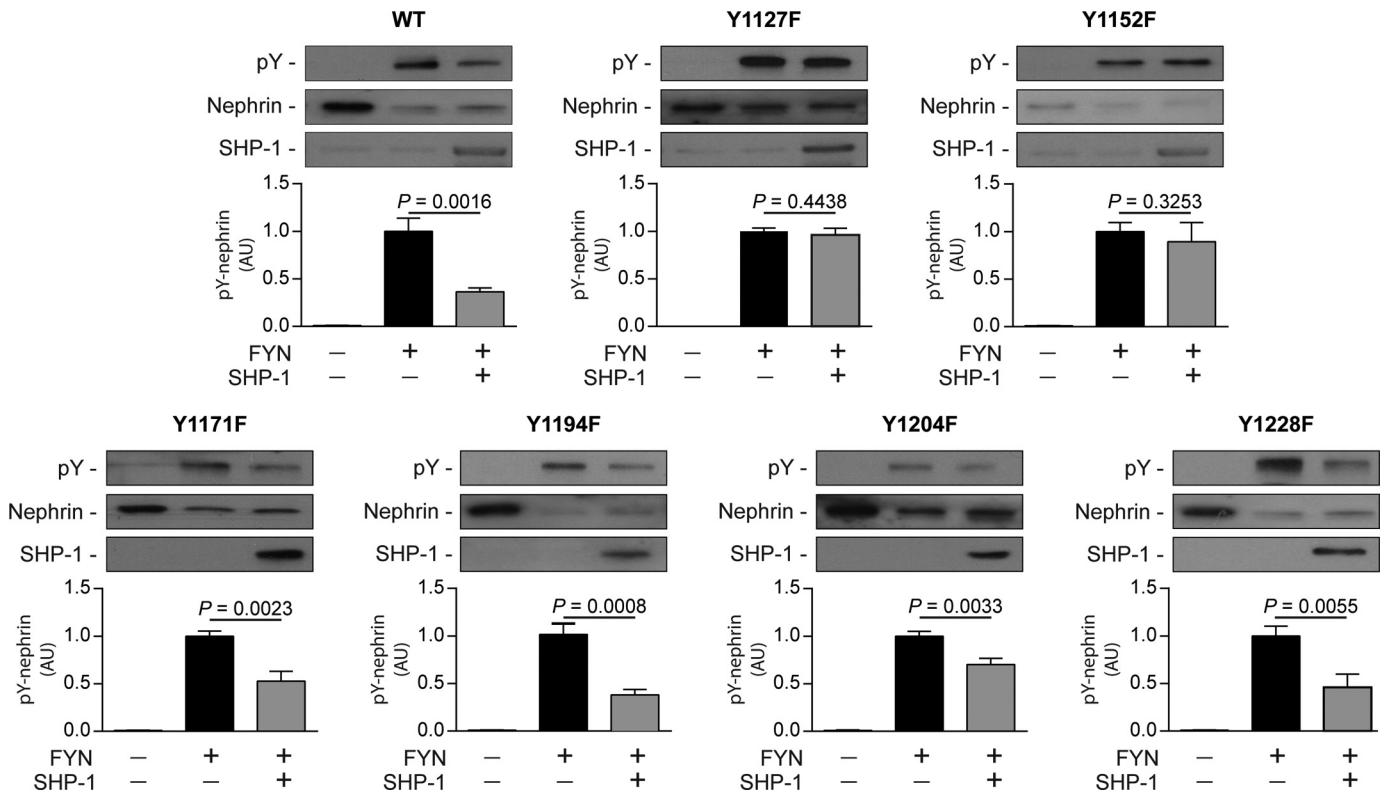 WT Y1127F Y1152F
pY - pY - pY -
Nephrin - Nephrin - Nephrin -
SHP-1 - SHP-1 - SHP-1 -
1.5 1.5 1.5
P = 0.0016 P = 0.4438 P = 0.3253
1.0 1.0 1.0
pY-nephrin pY-nephrin pY-nephrin
(AU) (AU) (AU)
0.5 0.5 0.5
0.0 0.0 0.0
FYN − + + FYN − + + FYN − + +
SHP-1 − − + SHP-1 − − + SHP-1 − − +
Y1171F Y1194F Y1204F Y1228F
pY - pY - pY - pY -
Nephrin - Nephrin - Nephrin - Nephrin -
SHP-1 - SHP-1 - SHP-1 - SHP-1 -
1.5 1.5 1.5 1.5
P = 0.0023 P = 0.0008 P = 0.0033 P = 0.0055
1.0 1.0 1.0 1.0
pY-nephrin pY-nephrin pY-nephrin pY-nephrin
(AU) (AU) (AU) (AU)
0.5 0.5 0.5 0.5
0.0 0.0 0.0 0.0
FYN − + + FYN − + + FYN − + + FYN − + +
SHP-1 − − + SHP-1 − − + SHP-1 − − + SHP-1 − − +